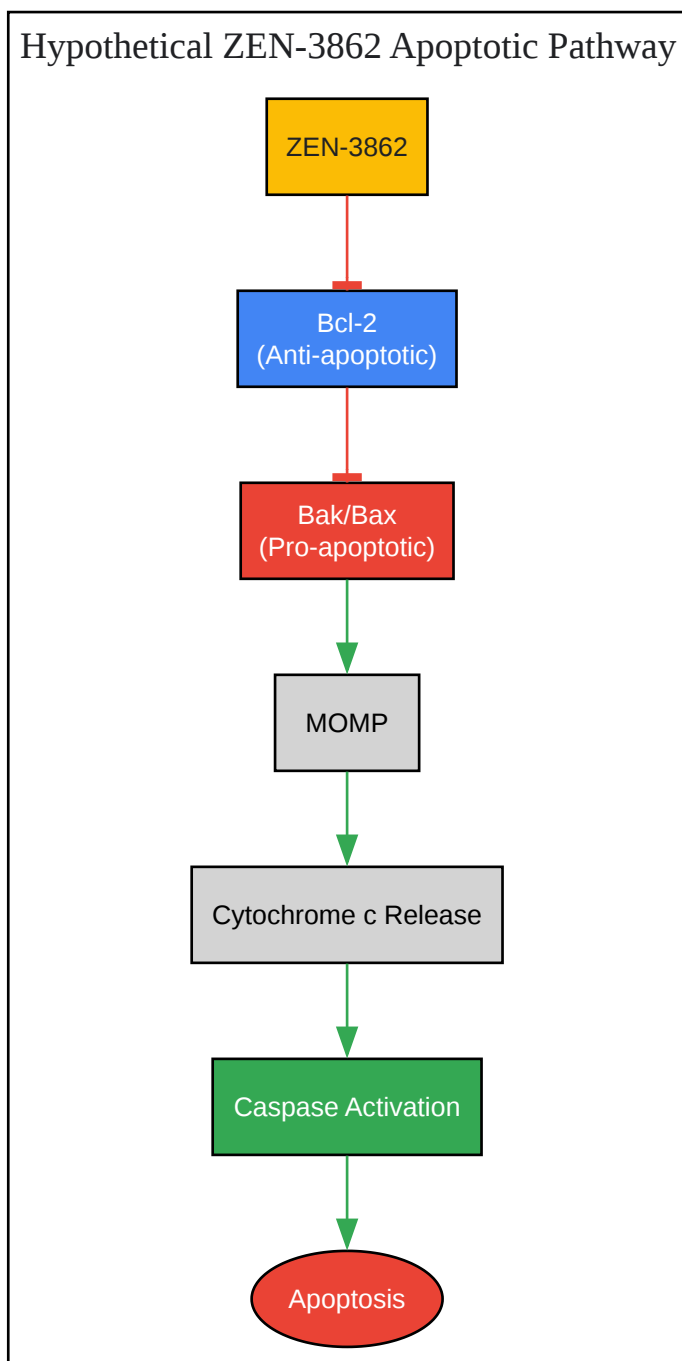 Hypothetical ZEN-3862 Apoptotic Pathway
ZEN-3862
Bcl-2
(Anti-apoptotic)
Bak/Bax
(Pro-apoptotic)
MOMP
Cytochrome c Release
Caspase Activation
Apoptosis